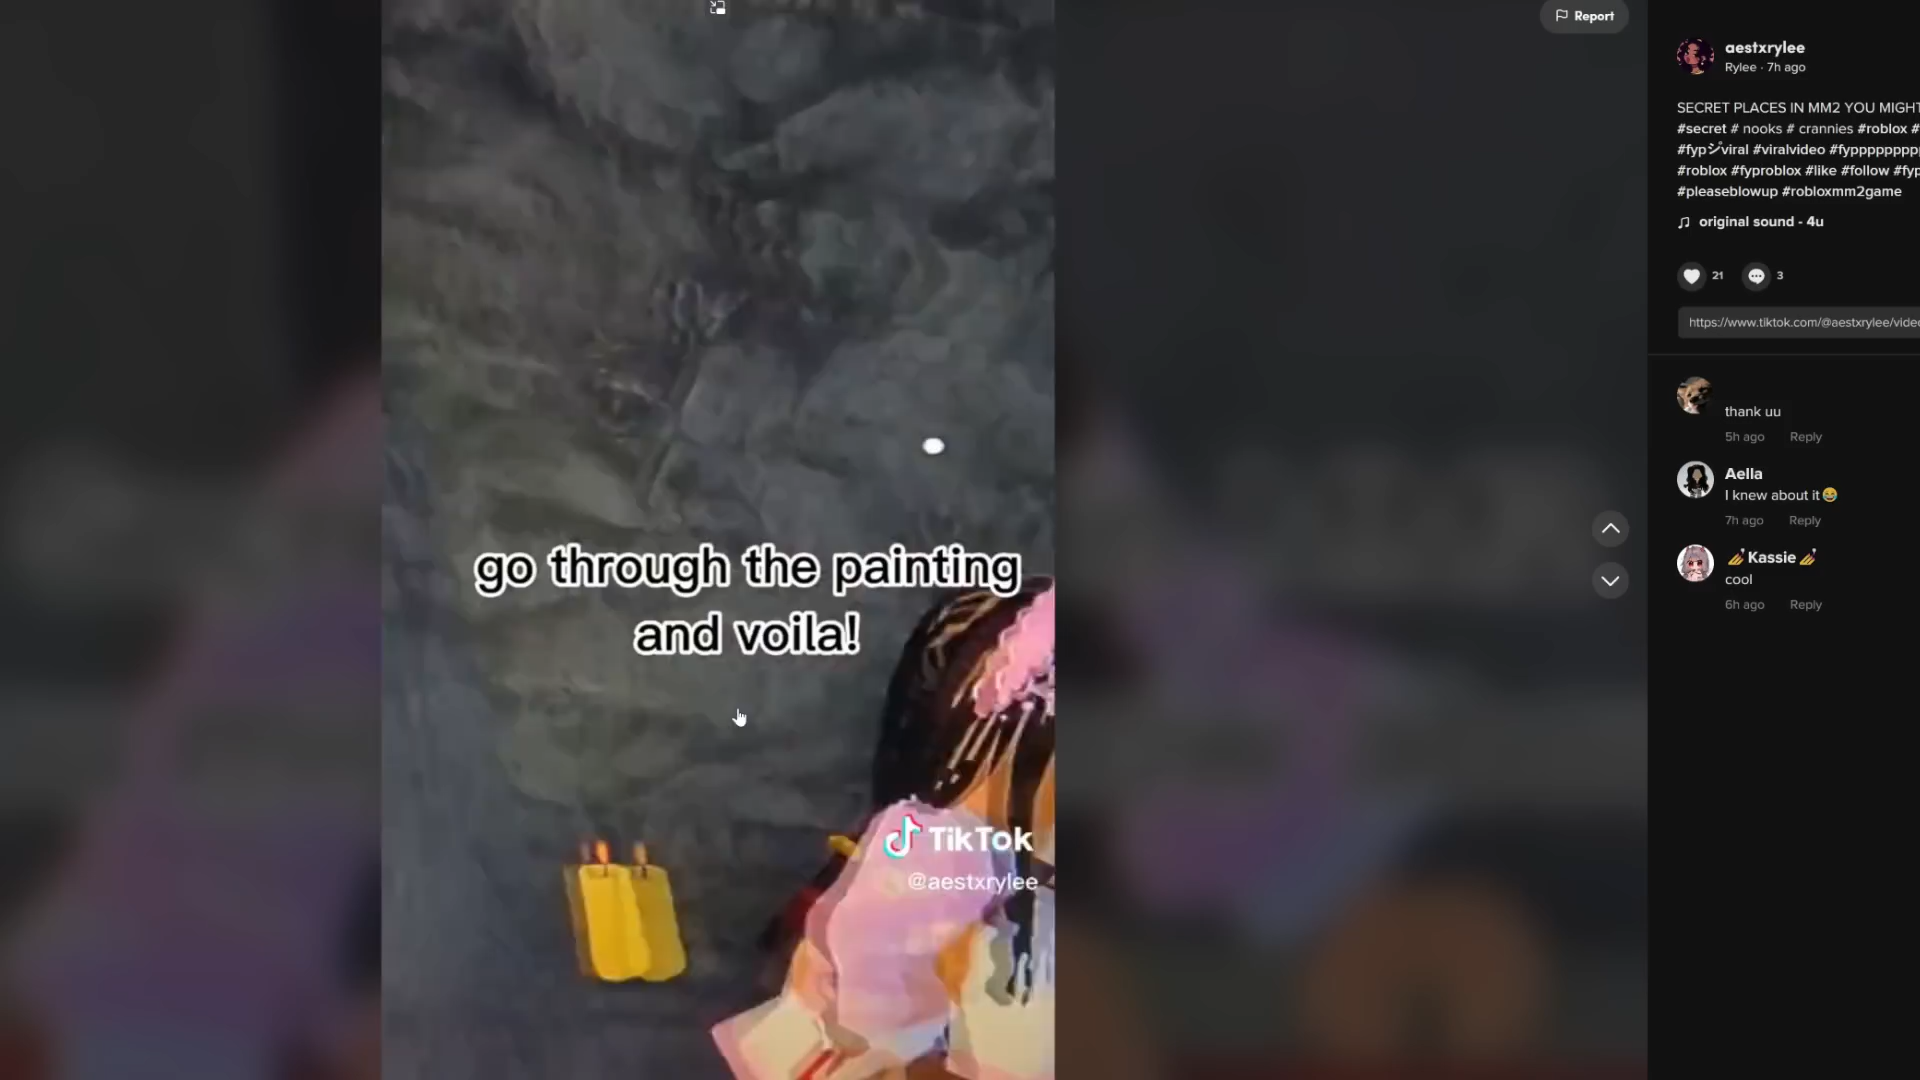 Report
aestxrylee
Rylee · 7h ago
SECRET PLACES IN MM2 YOU MIGHT
#secret # nooks # crannies #roblox #
#fypシviral #viralvideo #fyppppppppp
#roblox #fyproblox #like #follow #fyp
#pleaseblowup #robloxmm2game
original sound - 4u
21
3
https://www.tiktok.com/@aestxrylee/video
thank uu
5h ago Reply
Aella
I knew about it😂
7h ago Reply
💅Kassie💅
cool
6h ago Reply
go through the painting
and voila!
TikTok
@aestxrylee